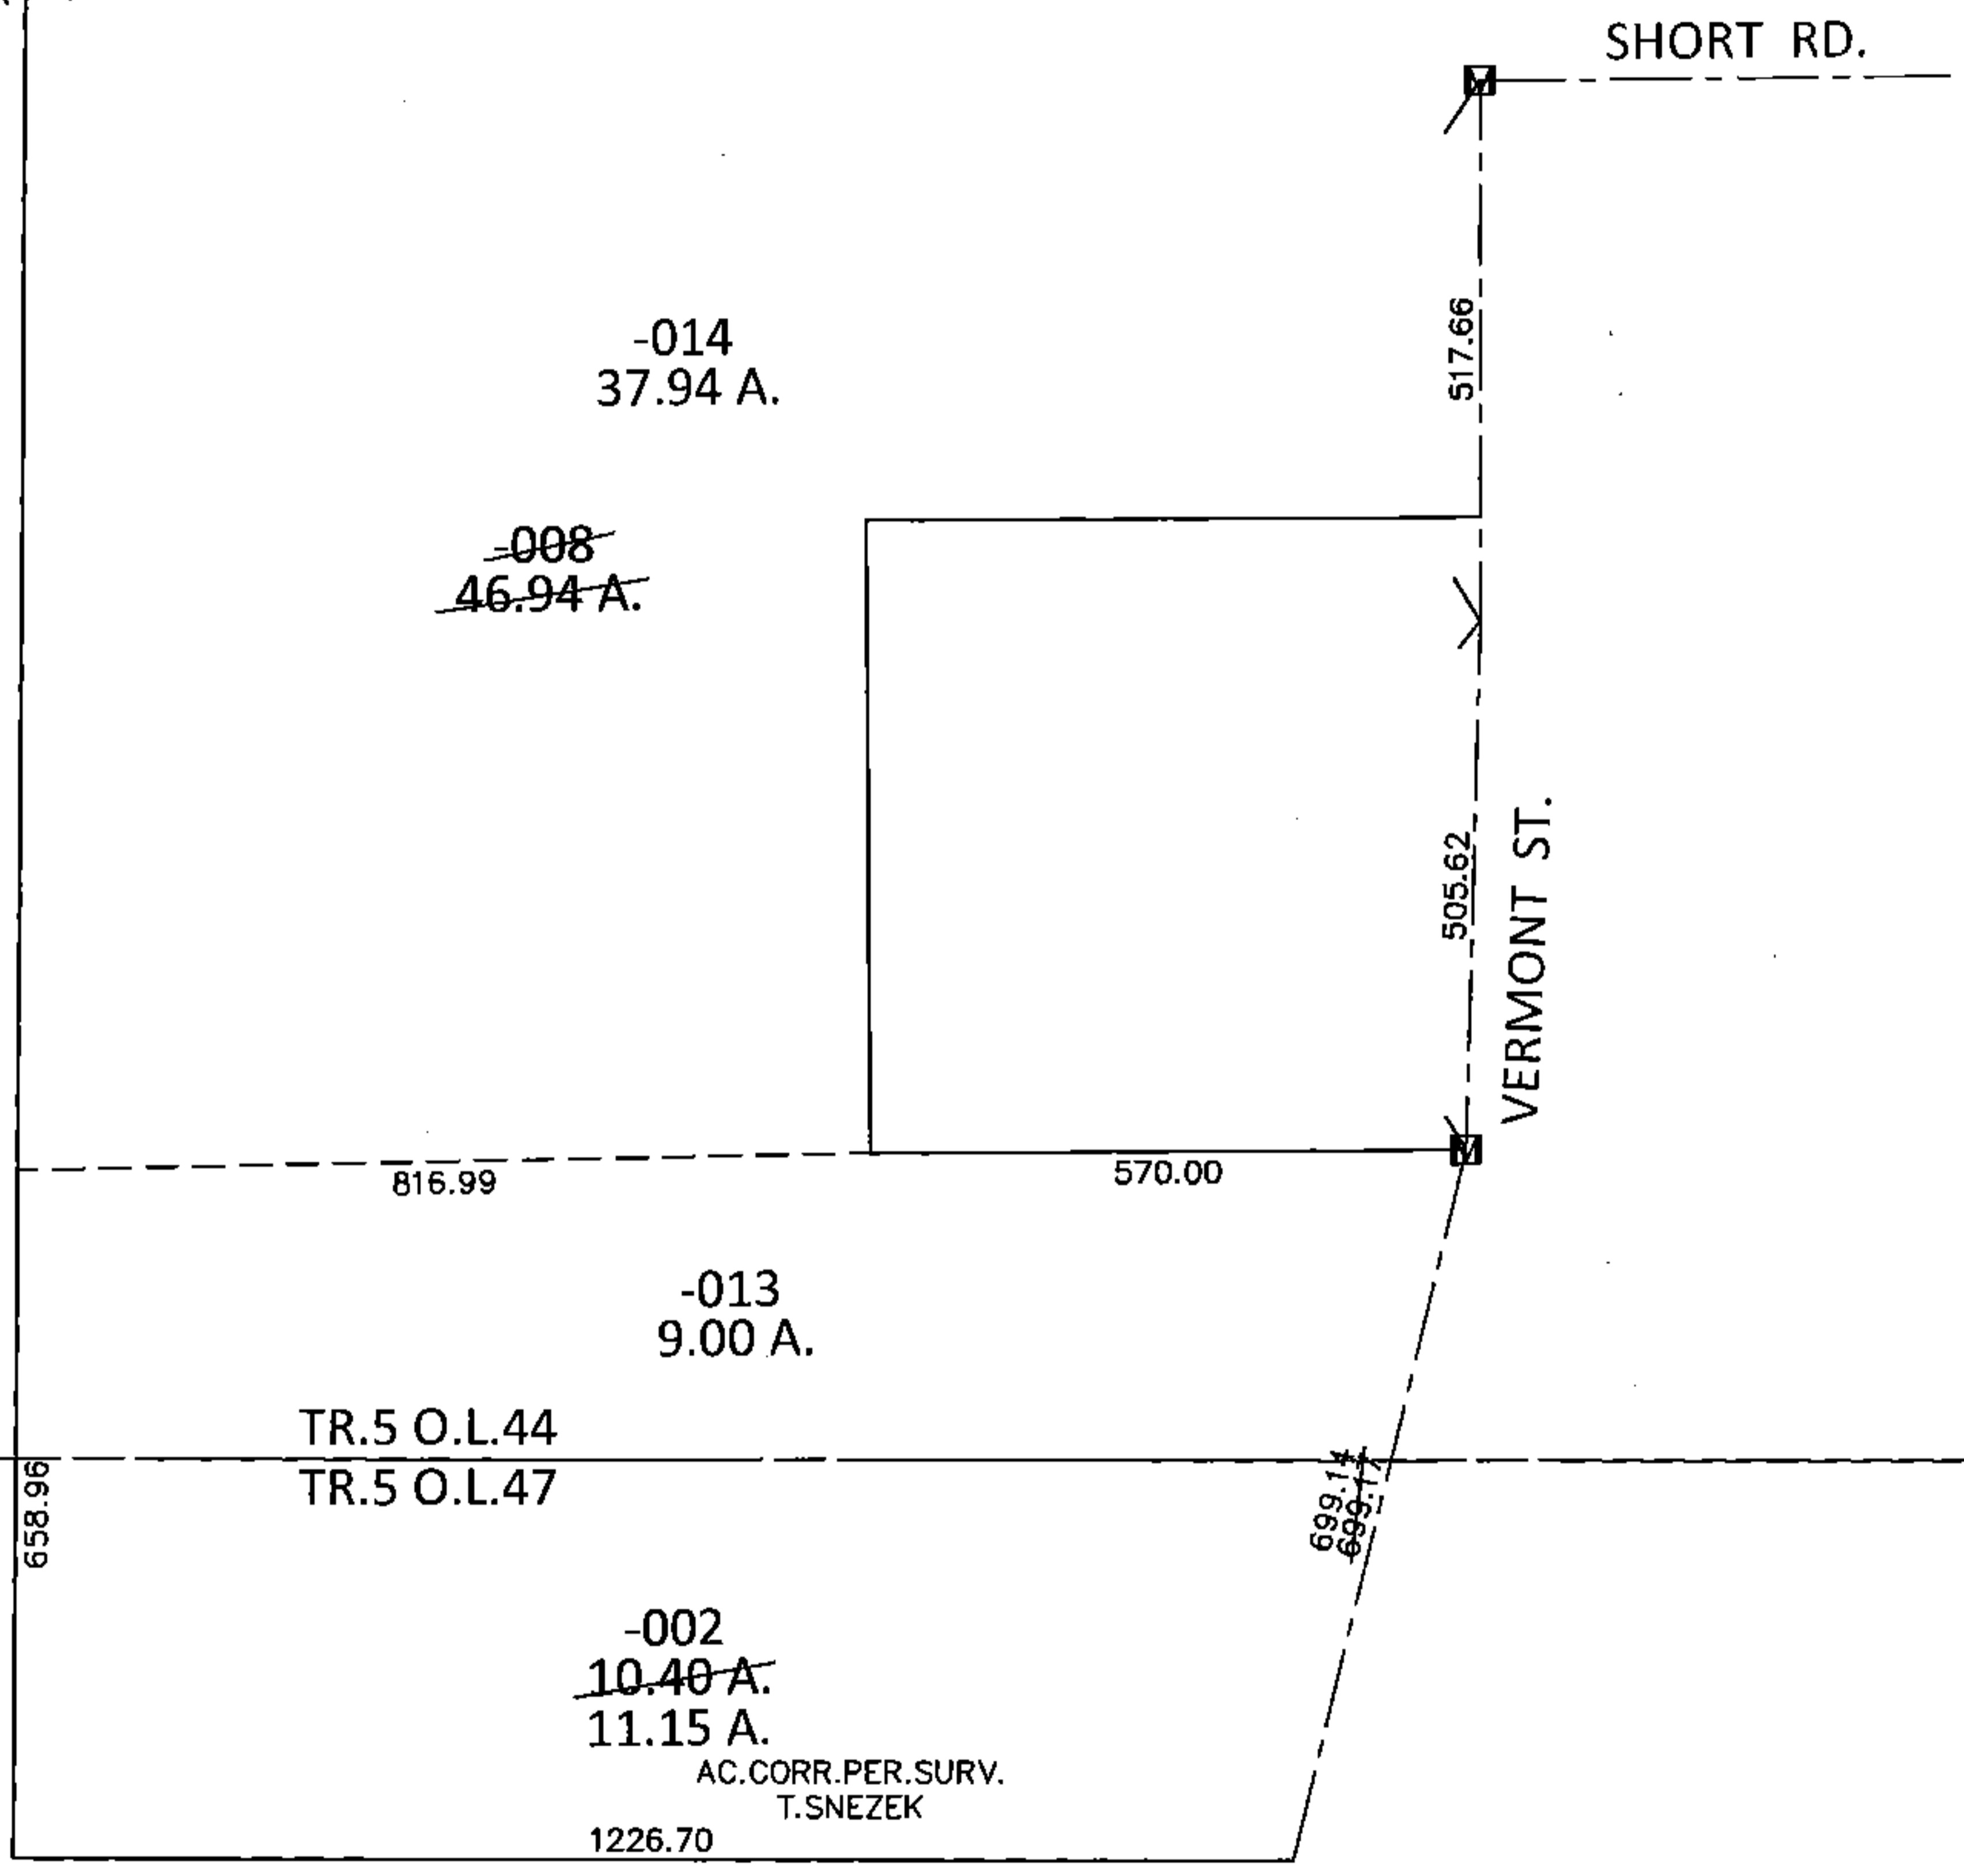 SHORT RD.
517.66
-014
37.94 A.
-008
46.94 A.
505.62
VERMONT ST.
816.99
570.00
-013
9.00 A.
TR.5 O.L.44
TR.5 O.L.47
658.96
699.14
699.17
-002
10.40 A.
11.15 A.
AC.CORR.PER.SURV.
T.SNEZEK
1226.70